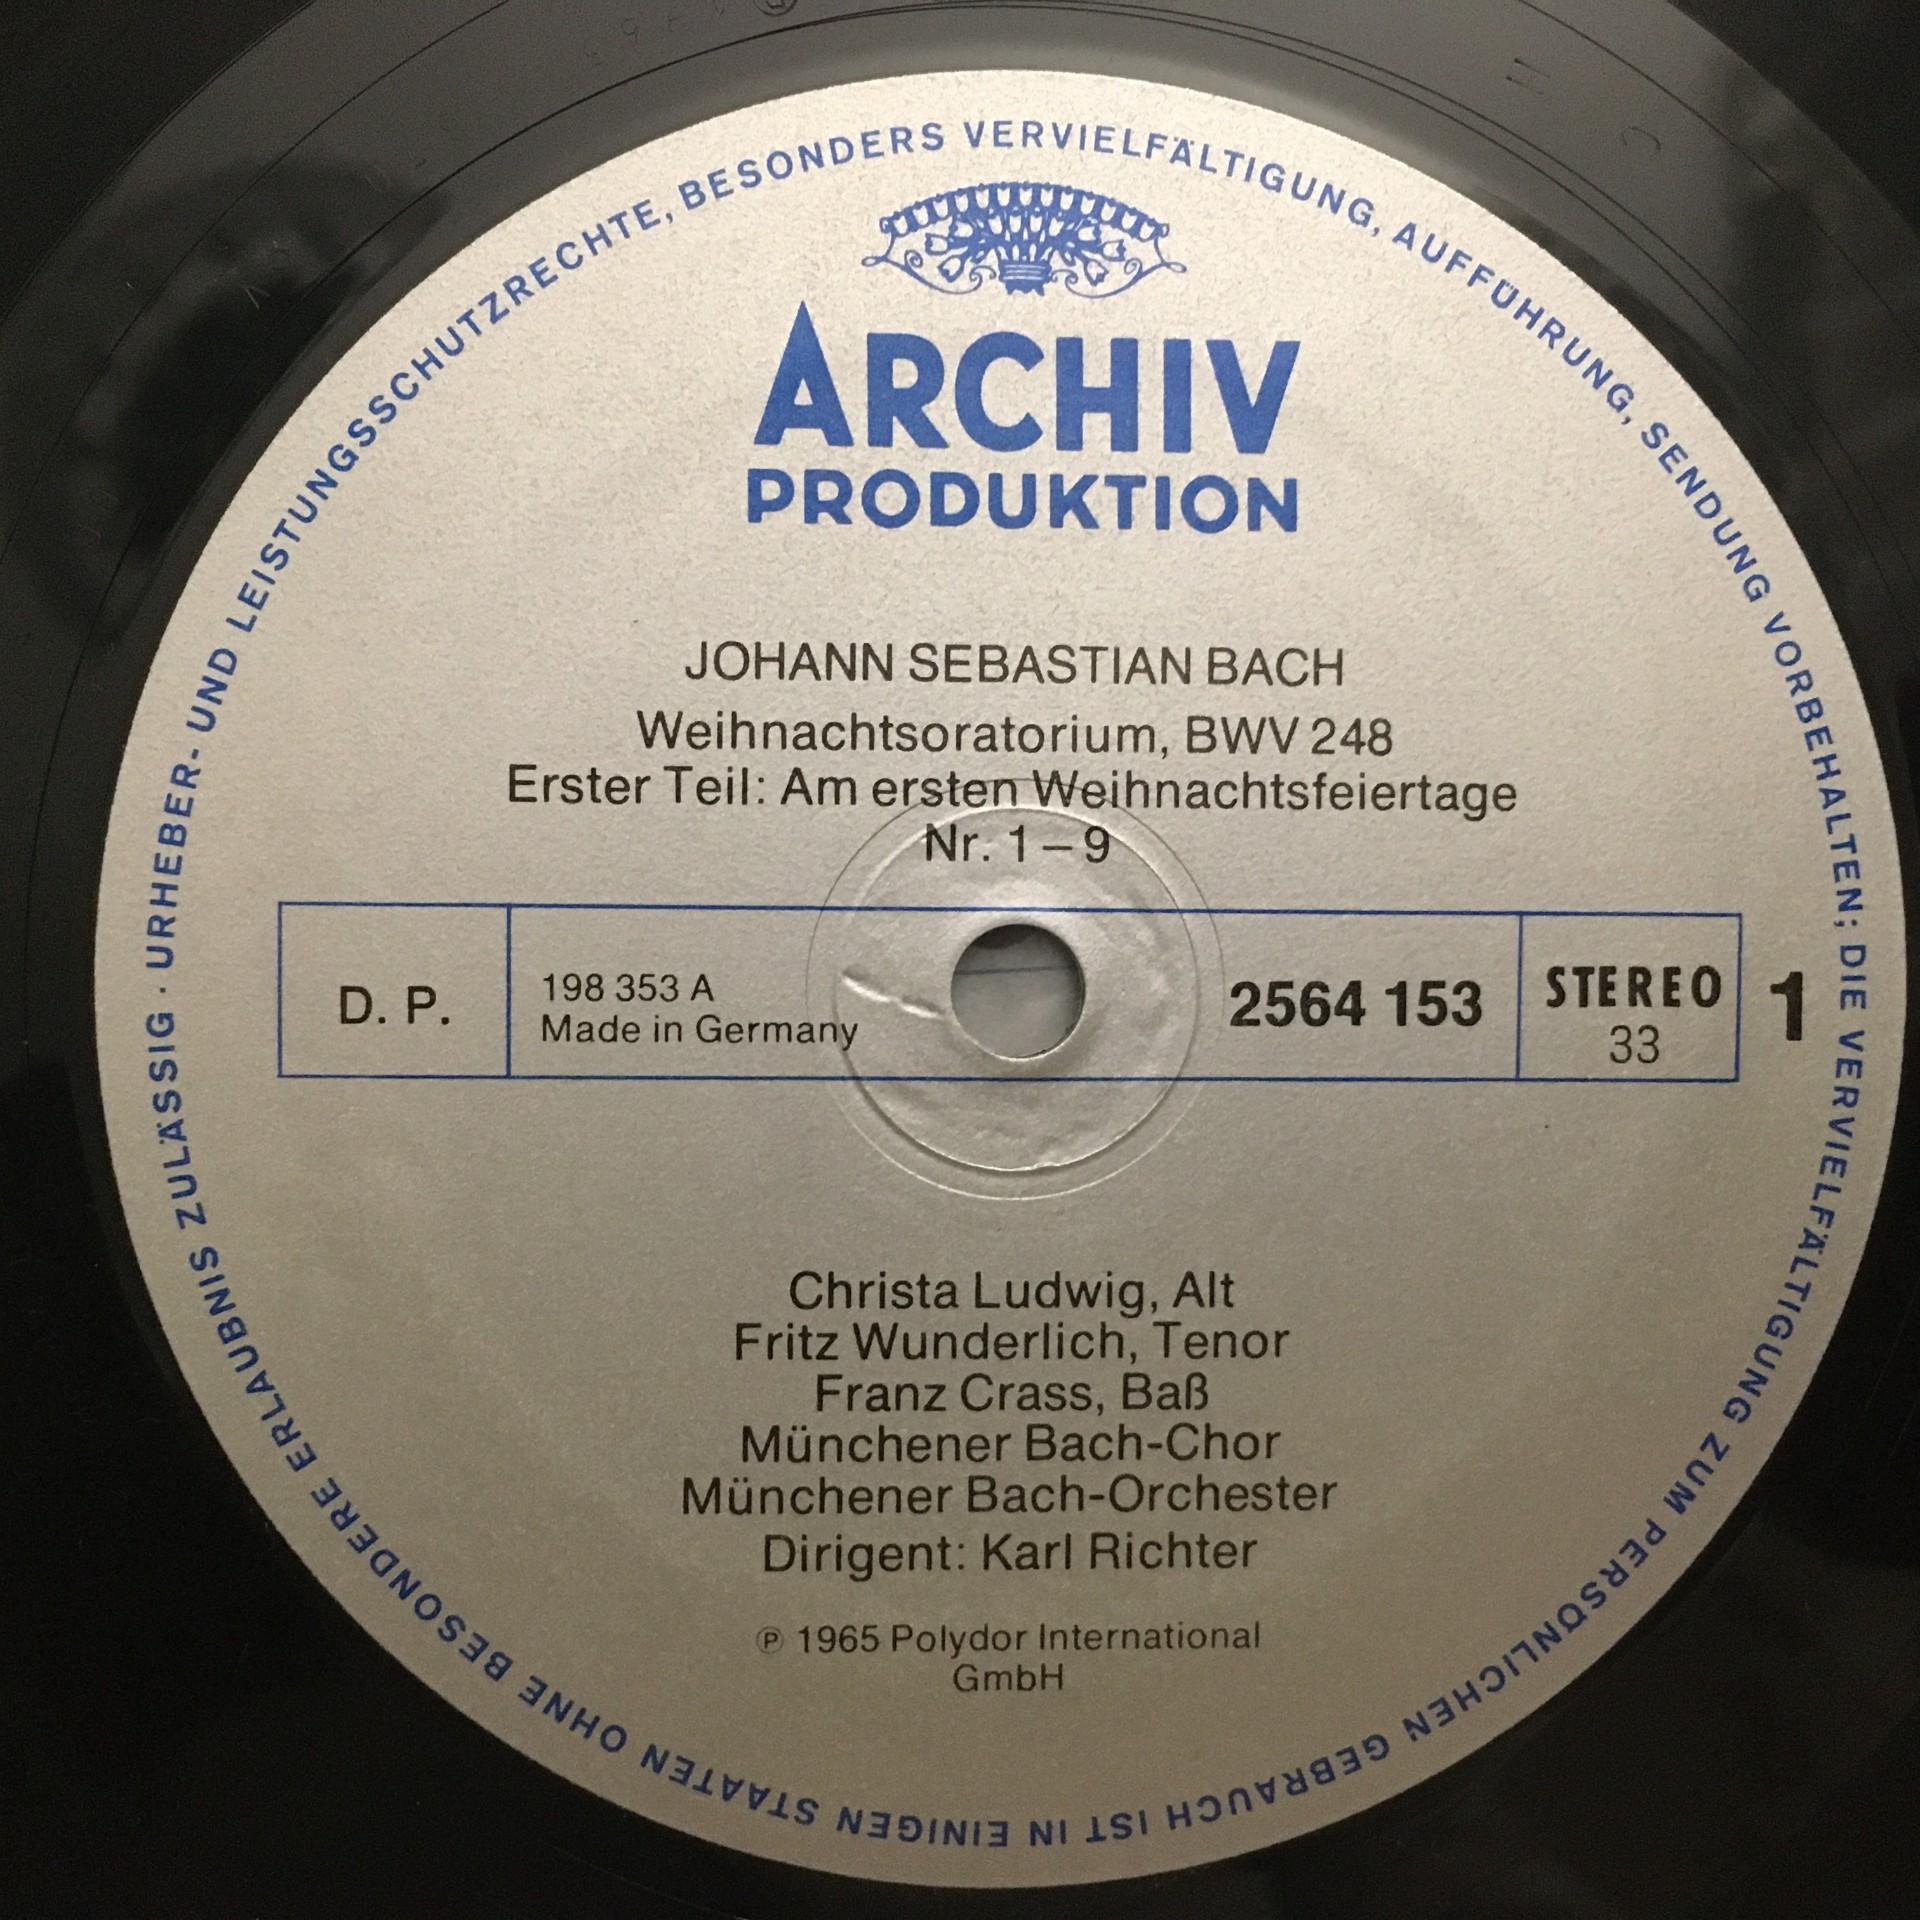 URHEBER- UND LEISTUNGSSCHUTZRECHTE, BESONDERS VERVIELFÄLTIGUNG, AUFFÜHRUNG, SENDUNG VORBEHALTEN; DIE VERVIELFÄLTIGUNG ZUM PERSÖNLICHEN GEBRAUCH IST IN EINIGEN STAATEN OHNE BESONDERE ERLAUBNIS ZULÄSSIG ·
ARCHIV
PRODUKTION
JOHANN SEBASTIAN BACH
Weihnachtsoratorium, BWV 248
Erster Teil: Am ersten Weihnachtsfeiertage
Nr. 1 – 9
D. P.
198 353 A
Made in Germany
2564 153
STEREO
33
1
Christa Ludwig, Alt
Fritz Wunderlich, Tenor
Franz Crass, Baß
Münchener Bach-Chor
Münchener Bach-Orchester
Dirigent: Karl Richter
℗ 1965 Polydor International
GmbH